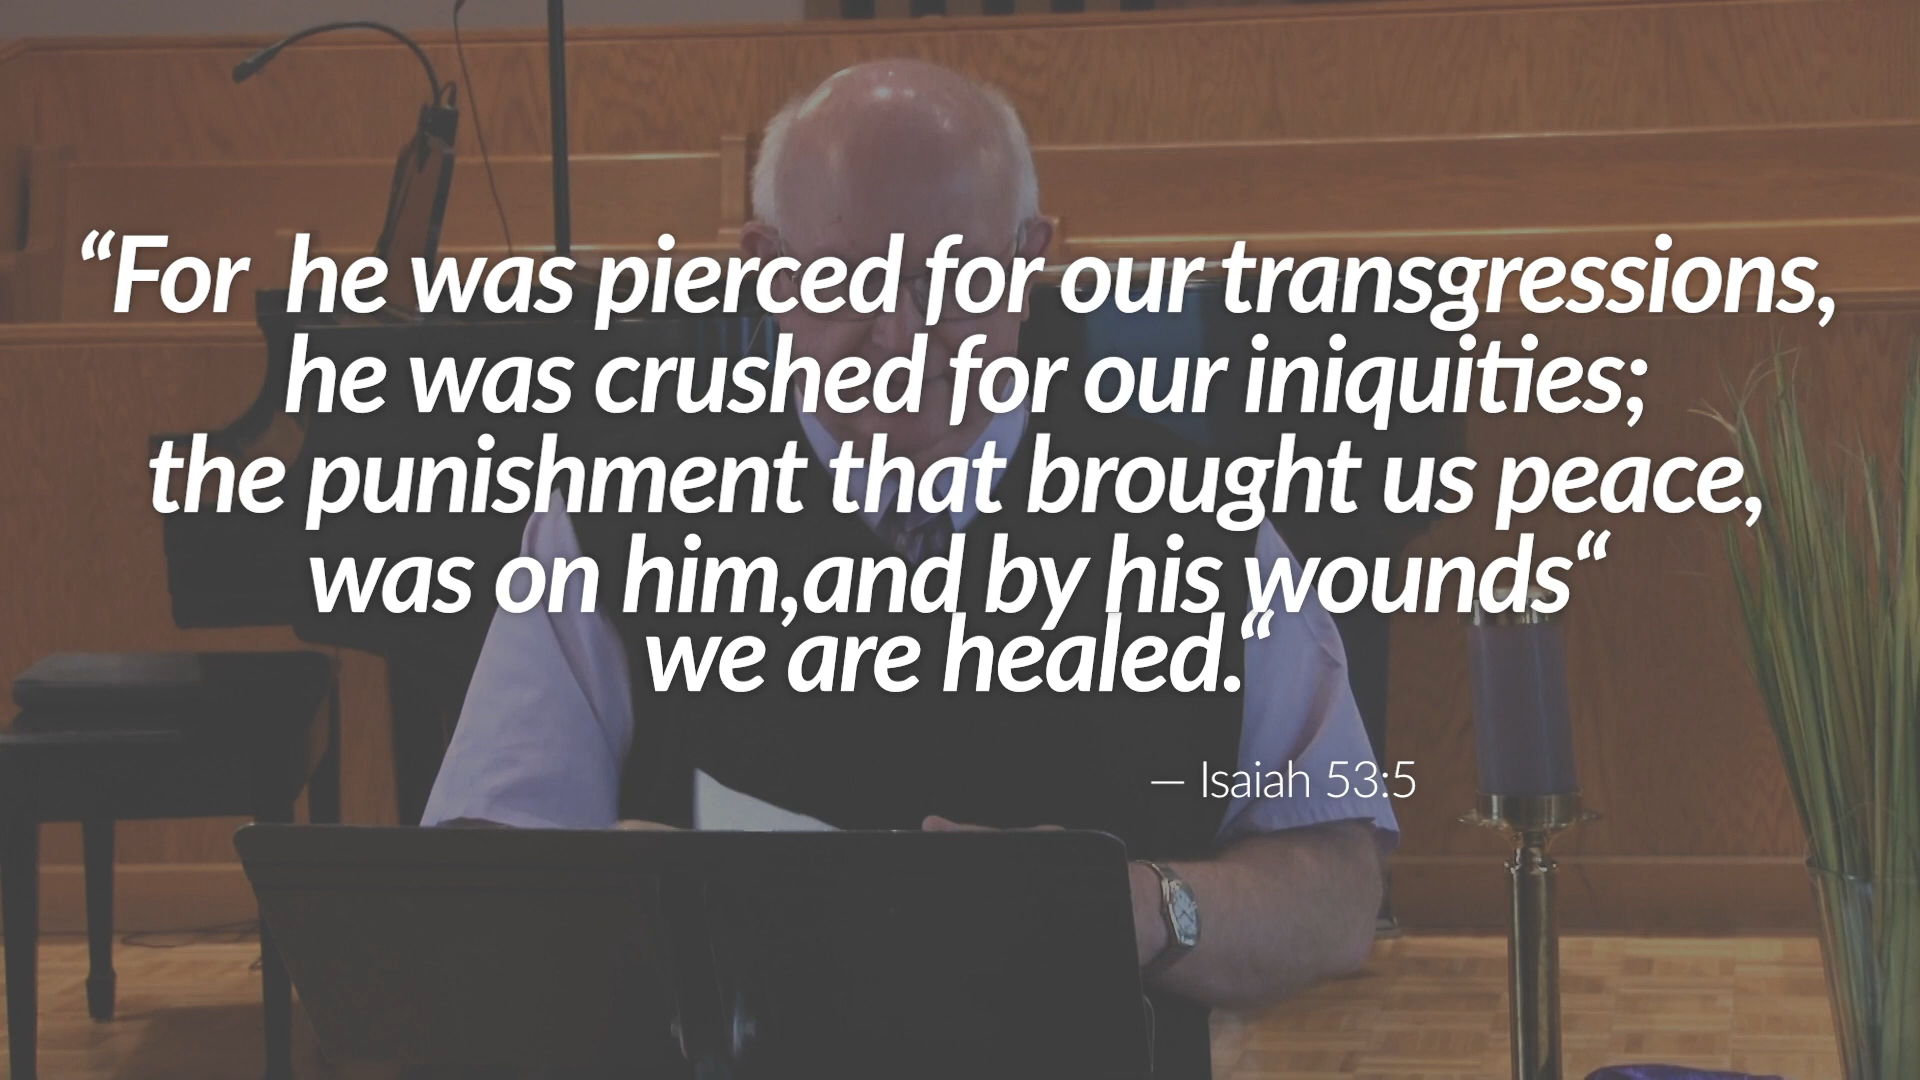 “For  he was pierced for our transgressions,
he was crushed for our iniquities;
the punishment that brought us peace,
was on him,and by his wounds“
we are healed.“
— Isaiah 53:5